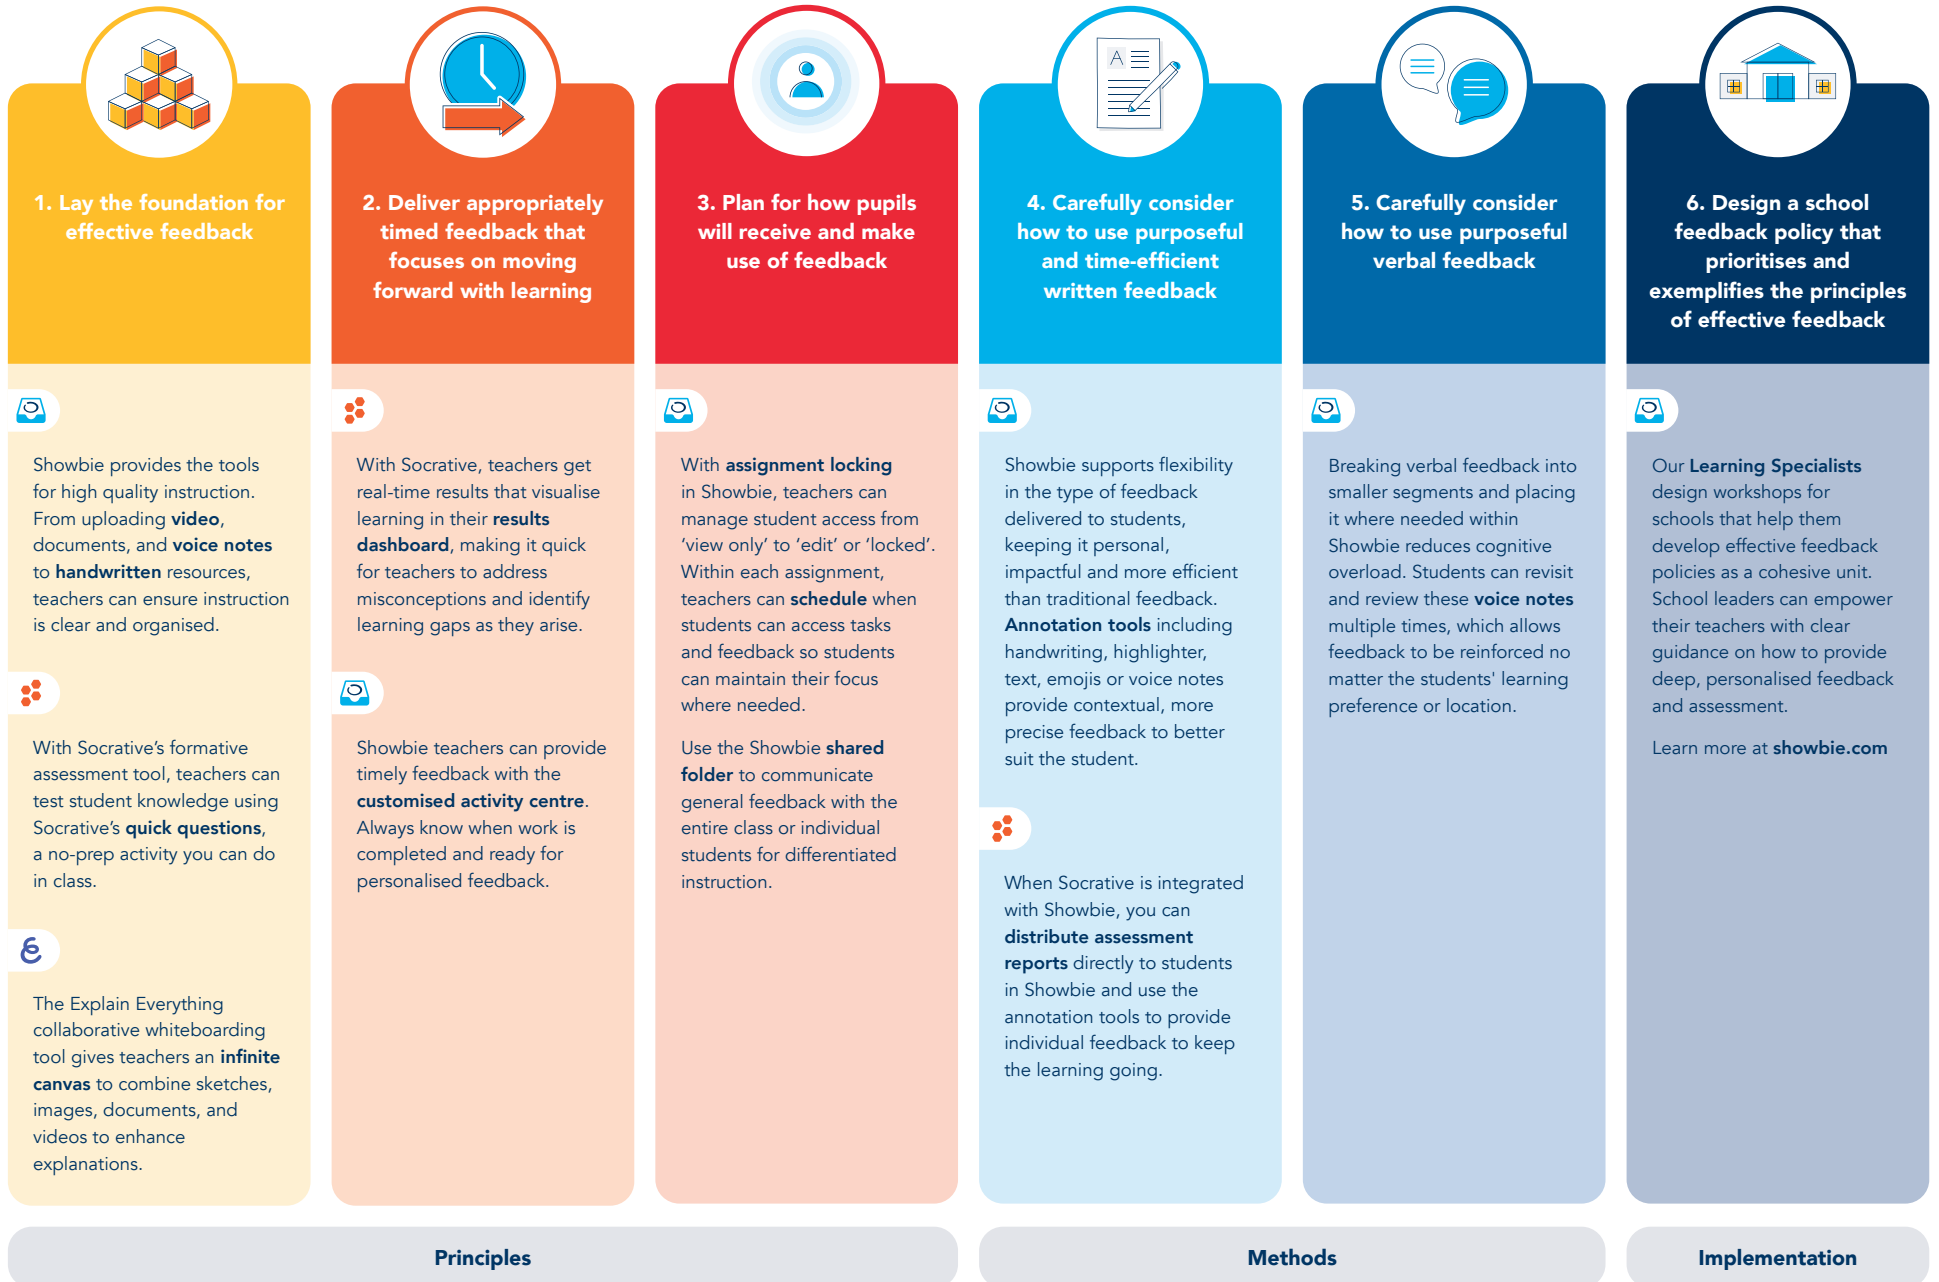 1. Lay the foundation for
effective feedback
Showbie provides the tools
for high quality instruction.
From uploading video,
documents, and voice notes
to handwritten resources,
teachers can ensure instruction
is clear and organised.
With Socrative’s formative
assessment tool, teachers can
test student knowledge using
Socrative’s quick questions,
a no-prep activity you can do
in class.
The Explain Everything
collaborative whiteboarding
tool gives teachers an infinite
canvas to combine sketches,
images, documents, and
videos to enhance
explanations.
2. Deliver appropriately
timed feedback that
focuses on moving
forward with learning
With Socrative, teachers get
real-time results that visualise
learning in their results
dashboard, making it quick
for teachers to address
misconceptions and identify
learning gaps as they arise.
Showbie teachers can provide
timely feedback with the
customised activity centre.
Always know when work is
completed and ready for
personalised feedback.
3. Plan for how pupils
will receive and make
use of feedback
With assignment locking
in Showbie, teachers can
manage student access from
‘view only’ to ‘edit’ or ‘locked’.
Within each assignment,
teachers can schedule when
students can access tasks
and feedback so students
can maintain their focus
where needed.
Use the Showbie shared
folder to communicate
general feedback with the
entire class or individual
students for differentiated
instruction.
A
4. Carefully consider
how to use purposeful
and time-efficient
written feedback
Showbie supports flexibility
in the type of feedback
delivered to students,
keeping it personal,
impactful and more efficient
than traditional feedback.
Annotation tools including
handwriting, highlighter,
text, emojis or voice notes
provide contextual, more
precise feedback to better
suit the student.
When Socrative is integrated
with Showbie, you can
distribute assessment
reports directly to students
in Showbie and use the
annotation tools to provide
individual feedback to keep
the learning going.
5. Carefully consider
how to use purposeful
verbal feedback
Breaking verbal feedback into
smaller segments and placing
it where needed within
Showbie reduces cognitive
overload. Students can revisit
and review these voice notes
multiple times, which allows
feedback to be reinforced no
matter the students' learning
preference or location.
6. Design a school
feedback policy that
prioritises and
exemplifies the principles
of effective feedback
Our Learning Specialists
design workshops for
schools that help them
develop effective feedback
policies as a cohesive unit.
School leaders can empower
their teachers with clear
guidance on how to provide
deep, personalised feedback
and assessment.
Learn more at showbie.com
Principles
Methods
Implementation